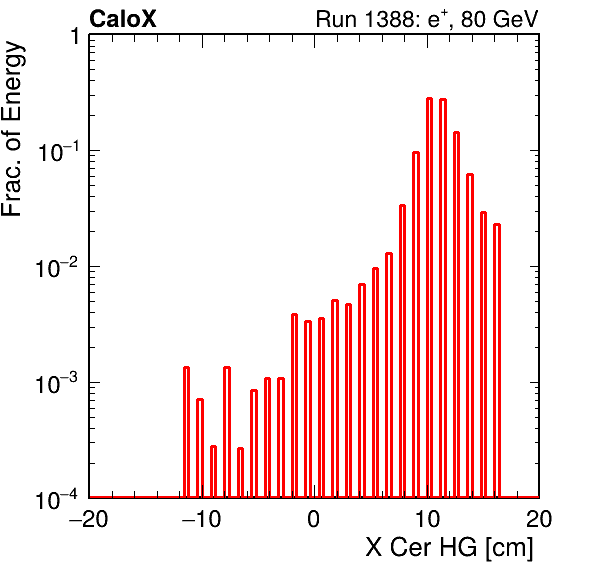 CaloX Run 1388: e⁺, 80 GeV
Frac. of Energy
1
10⁻¹
10⁻²
10⁻³
10⁻⁴
−20 −10 0 10 20
X Cer HG [cm]